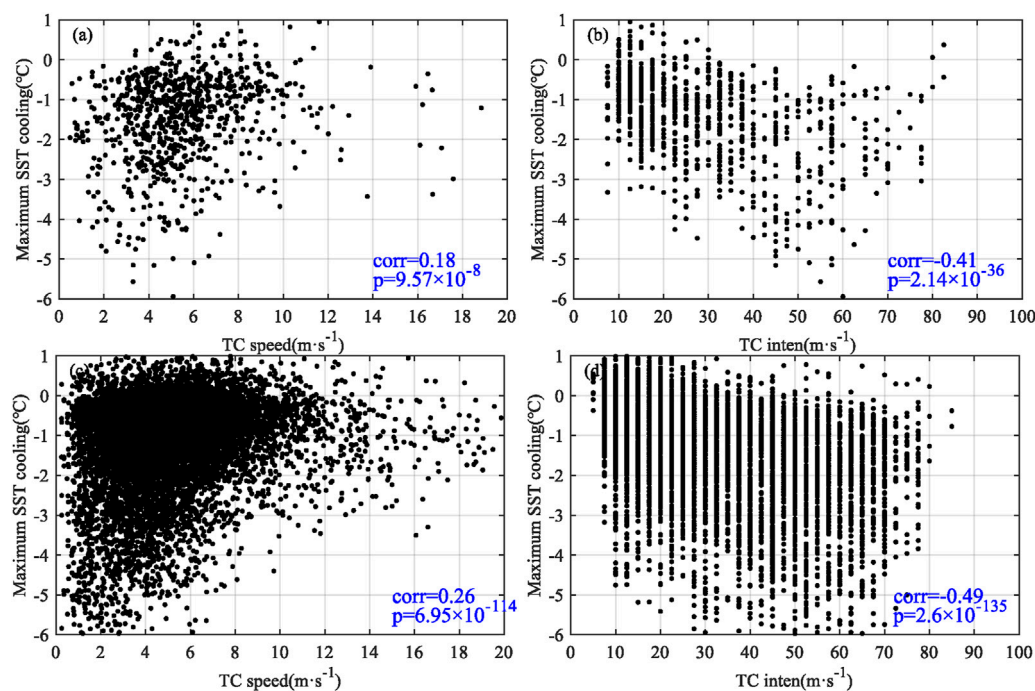 (a)
Maximum SST cooling(℃)
1
0
-1
-2
-3
-4
-5
-6
corr=0.18
p=9.57×10^-8
0 2 4 6 8 10 12 14 16 18 20
TC speed(m·s^-1)
(b)
Maximum SST cooling(℃)
1
0
-1
-2
-3
-4
-5
-6
corr=-0.41
p=2.14×10^-36
0 10 20 30 40 50 60 70 80 90 100
TC inten(m·s^-1)
(c)
Maximum SST cooling(℃)
1
0
-1
-2
-3
-4
-5
-6
corr=0.26
p=6.95×10^-114
0 2 4 6 8 10 12 14 16 18 20
TC speed(m·s^-1)
(d)
Maximum SST cooling(℃)
1
0
-1
-2
-3
-4
-5
-6
corr=-0.49
p=2.6×10^-135
0 10 20 30 40 50 60 70 80 90 100
TC inten(m·s^-1)